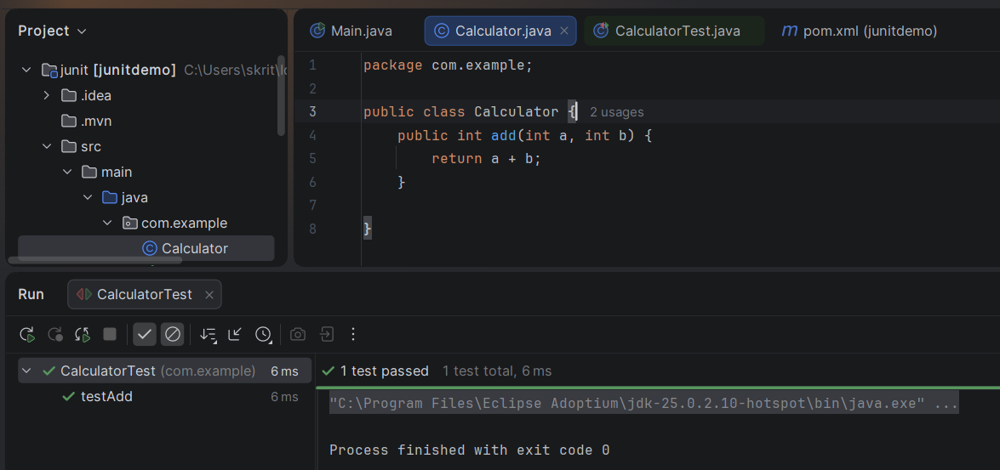 Project
junit [junitdemo] C:\Users\skrit\
.idea
.mvn
src
main
java
com.example
Calculator
Main.java
Calculator.java
CalculatorTest.java
m pom.xml (junitdemo)
1 package com.example;
2
3 public class Calculator { 2 usages
4 public int add(int a, int b) {
5 return a + b;
6 }
7
8 }
Run CalculatorTest
CalculatorTest (com.example) 6 ms
testAdd 6 ms
1 test passed 1 test total, 6 ms
"C:\Program Files\Eclipse Adoptium\jdk-25.0.2.10-hotspot\bin\java.exe" ...
Process finished with exit code 0